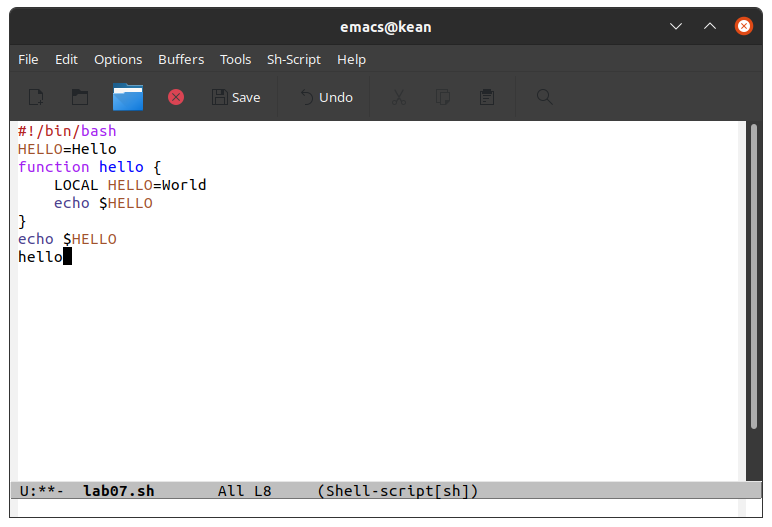 emacs@kean
File Edit Options Buffers Tools Sh-Script Help
Save Undo
#!/bin/bash
HELLO=Hello
function hello {
    LOCAL HELLO=World
    echo $HELLO
}
echo $HELLO
hello
U:**-  lab07.sh       All L8     (Shell-script[sh])